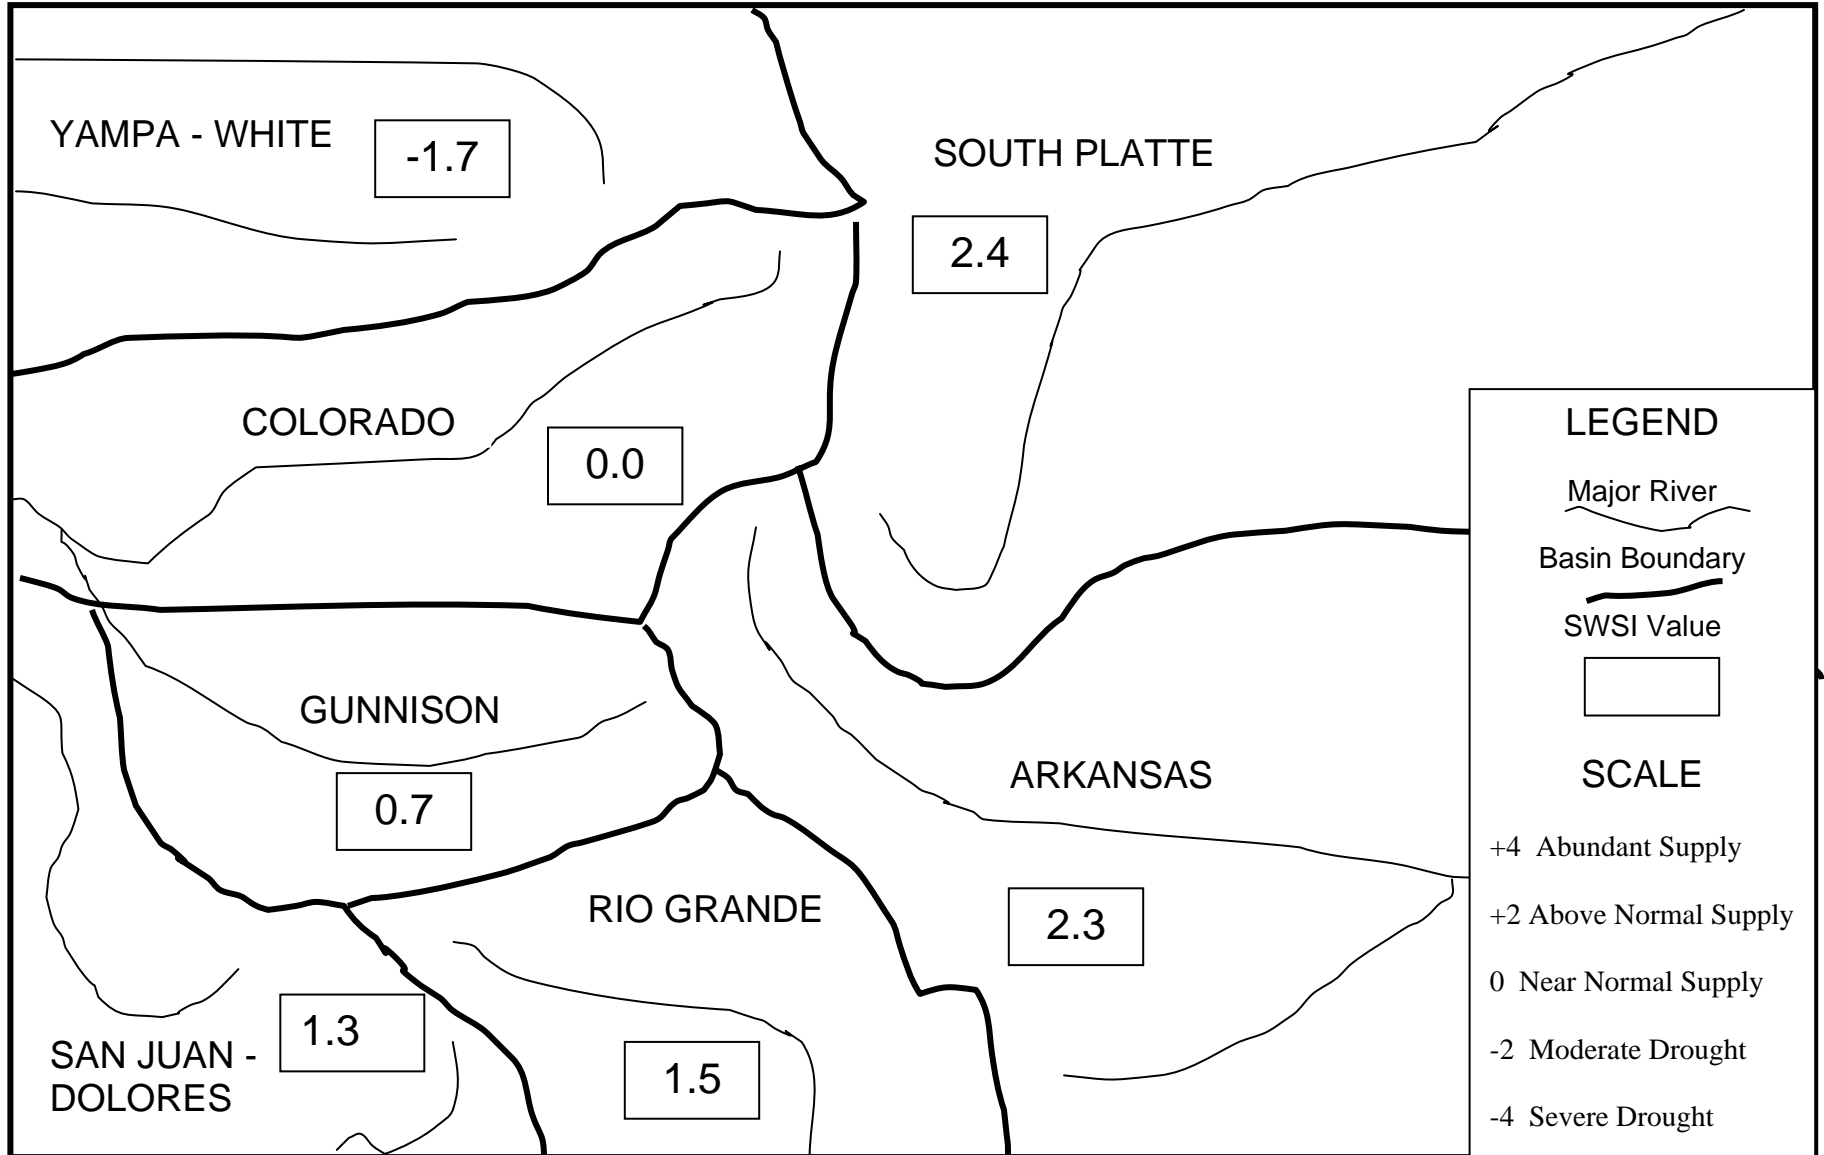 YAMPA - WHITE
-1.7
SOUTH PLATTE
2.4
COLORADO
0.0
GUNNISON
0.7
ARKANSAS
2.3
RIO GRANDE
1.5
SAN JUAN -
DOLORES
1.3
LEGEND
Major River
Basin Boundary
SWSI Value
SCALE
+4 Abundant Supply
+2 Above Normal Supply
0 Near Normal Supply
-2 Moderate Drought
-4 Severe Drought